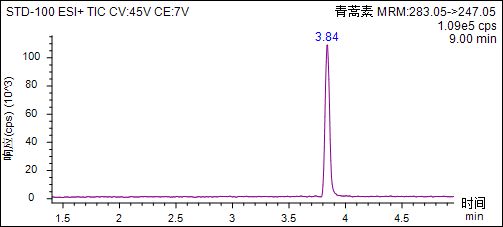 STD-100 ESI+ TIC CV:45V CE:7V
青蒿素 MRM:283.05->247.05
1.09e5 cps
9.00 min
3.84
响应(cps) (10^3)
100
80
60
40
20
0
1.5 2 2.5 3 3.5 4 4.5
时间
min